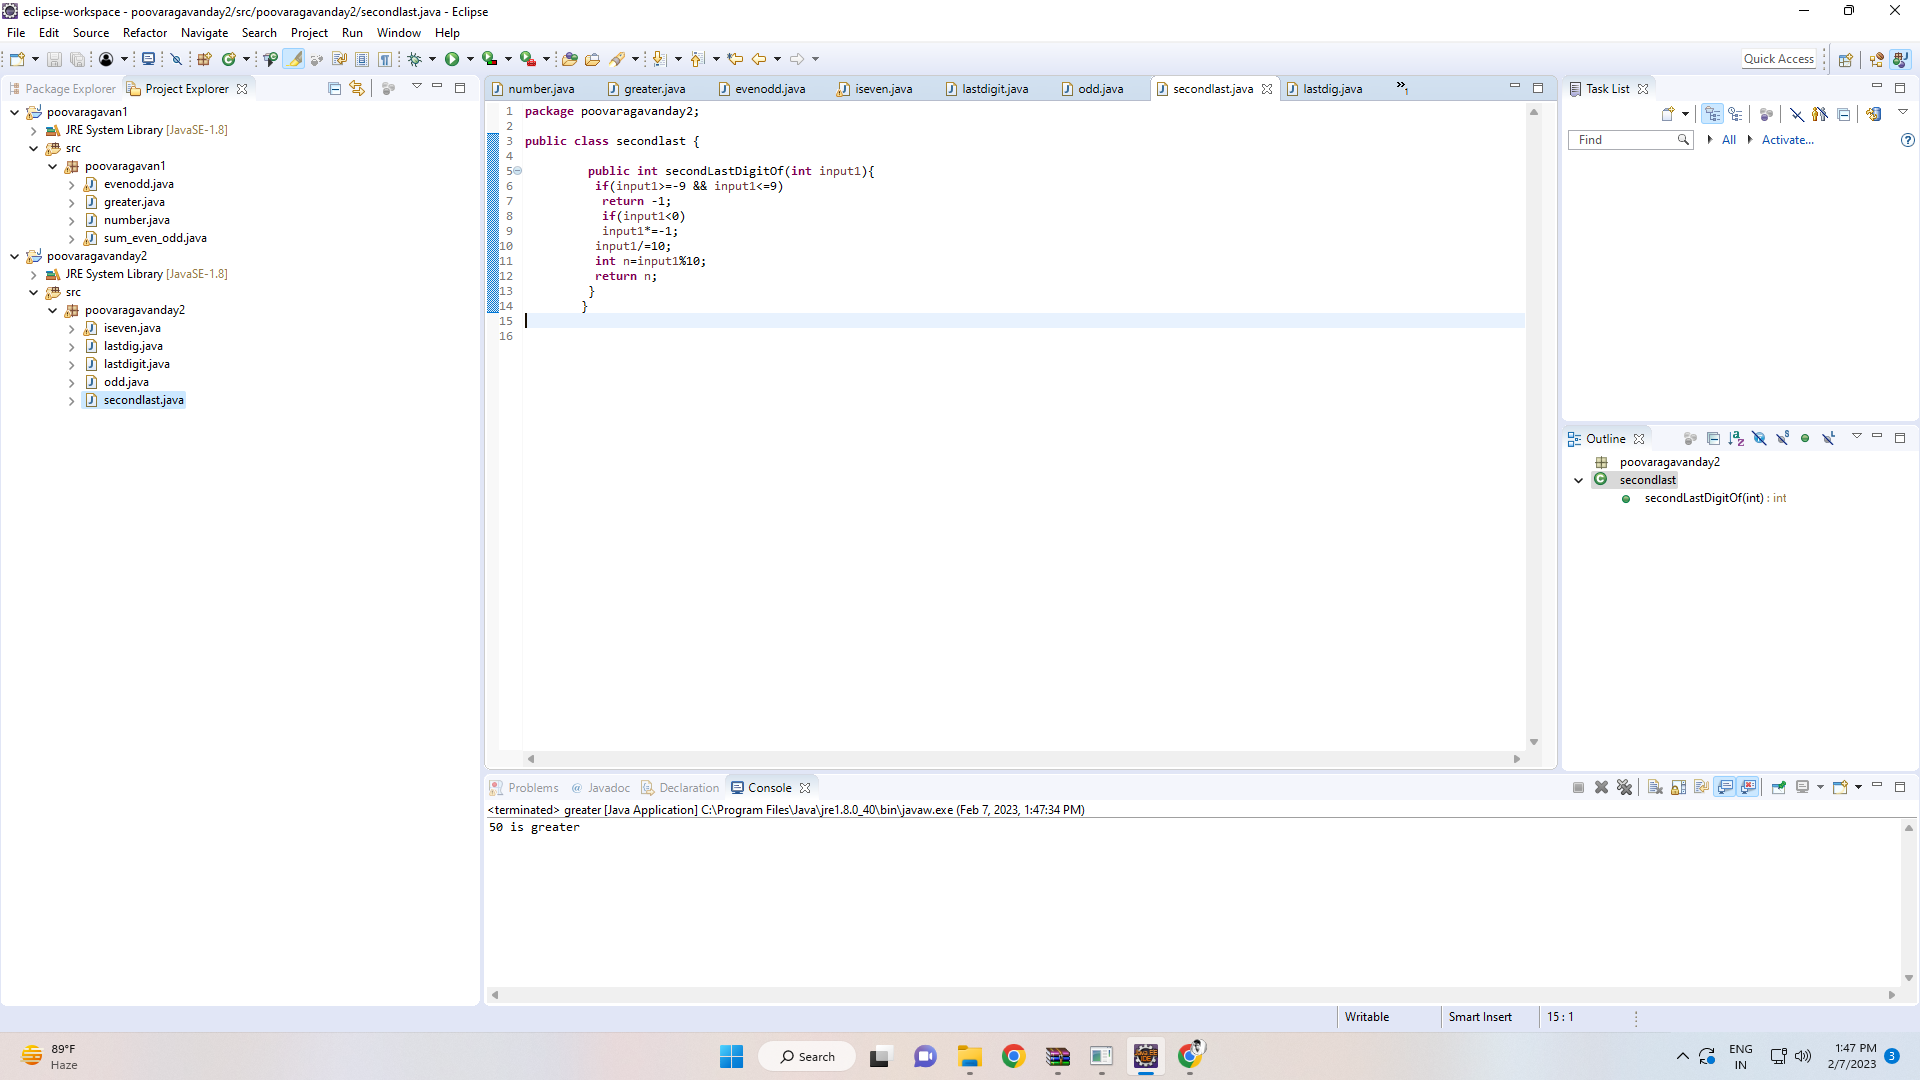 eclipse-workspace - poovaragavanday2/src/poovaragavanday2/secondlast.java - Eclipse
File Edit Source Refactor Navigate Search Project Run Window Help
Quick Access
Package Explorer Project Explorer
poovaragavan1
JRE System Library [JavaSE-1.8]
src
poovaragavan1
evenodd.java
greater.java
number.java
sum_even_odd.java
poovaragavanday2
JRE System Library [JavaSE-1.8]
src
poovaragavanday2
iseven.java
lastdig.java
lastdigit.java
odd.java
secondlast.java
number.java greater.java evenodd.java iseven.java lastdigit.java odd.java secondlast.java lastdig.java »1
1 package poovaragavanday2;
2
3 public class secondlast {
4
5 public int secondLastDigitOf(int input1){
6 if(input1>=-9 && input1<=9)
7 return -1;
8 if(input1<0)
9 input1*=-1;
10 input1/=10;
11 int n=input1%10;
12 return n;
13 }
14 }
15
16
Task List
Find All Activate...
Outline
poovaragavanday2
secondlast
secondLastDigitOf(int) : int
Problems @ Javadoc Declaration Console
<terminated> greater [Java Application] C:\Program Files\Java\jre1.8.0_40\bin\javaw.exe (Feb 7, 2023, 1:47:34 PM)
50 is greater
Writable Smart Insert 15 : 1
89°F
Haze
Search
ENG
IN
1:47 PM
2/7/2023
3